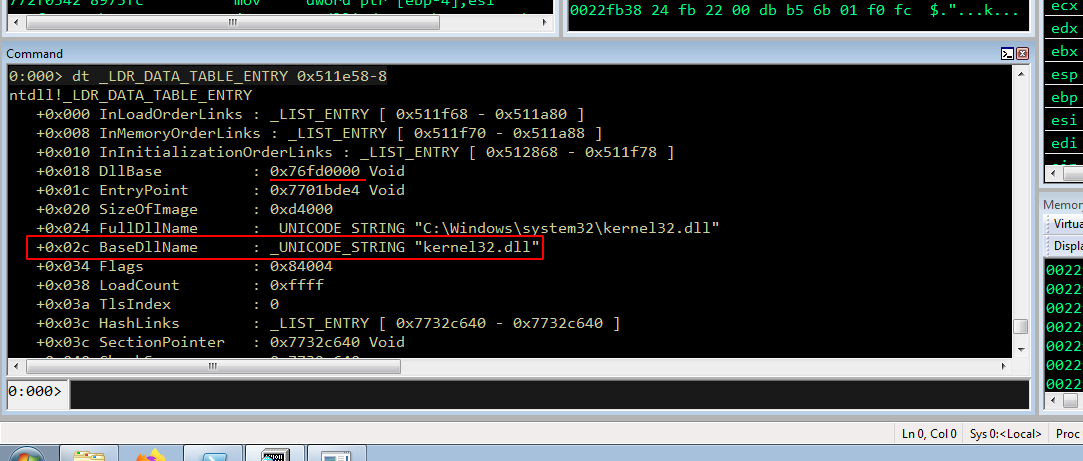 772f0542 8975fc mov dword ptr [ebp-4],esi
0022fb38 24 fb 22 00 db b5 6b 01 f0 fc $."...k...
ecx
edx
ebx
esp
ebp
esi
edi
Command
0:000> dt _LDR_DATA_TABLE_ENTRY 0x511e58-8
ntdll!_LDR_DATA_TABLE_ENTRY
+0x000 InLoadOrderLinks : _LIST_ENTRY [ 0x511f68 - 0x511a80 ]
+0x008 InMemoryOrderLinks : _LIST_ENTRY [ 0x511f70 - 0x511a88 ]
+0x010 InInitializationOrderLinks : _LIST_ENTRY [ 0x512868 - 0x511f78 ]
+0x018 DllBase : 0x76fd0000 Void
+0x01c EntryPoint : 0x7701bde4 Void
+0x020 SizeOfImage : 0xd4000
+0x024 FullDllName : _UNICODE_STRING "C:\Windows\system32\kernel32.dll"
+0x02c BaseDllName : _UNICODE_STRING "kernel32.dll"
+0x034 Flags : 0x84004
+0x038 LoadCount : 0xffff
+0x03a TlsIndex : 0
+0x03c HashLinks : _LIST_ENTRY [ 0x7732c640 - 0x7732c640 ]
+0x03c SectionPointer : 0x7732c640 Void
0:000>
Memory
Virtua
Displa
0022
0022
0022
0022
0022
0022
0022
Ln 0, Col 0 Sys 0:<Local> Proc